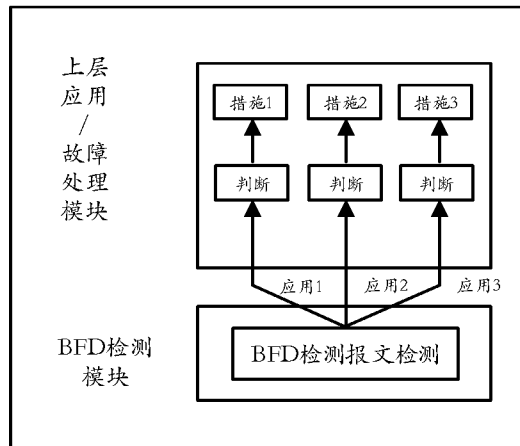 上层
应用
/
故障
处理
模块
措施1
措施2
措施3
判断
判断
判断
应用1
应用2
应用3
BFD检测
模块
BFD检测报文检测